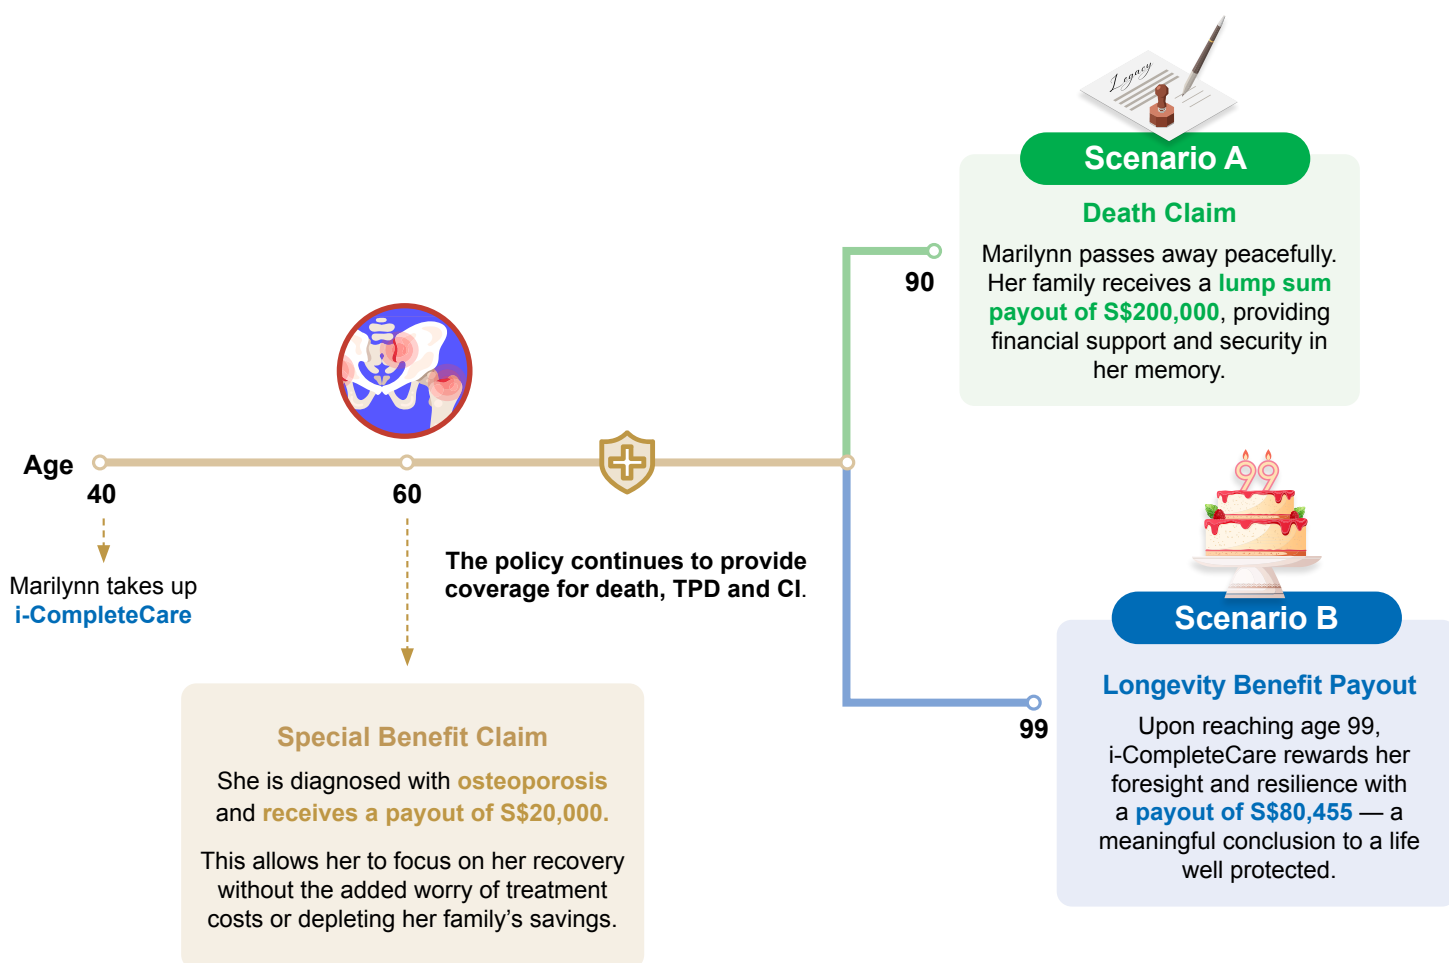 Legacy
Scenario A
Death Claim
Marilynn passes away peacefully.
Her family receives a lump sum
payout of S$200,000, providing
financial support and security in
her memory.
90
Age
40
60
Marilynn takes up
i-CompleteCare
The policy continues to provide
coverage for death, TPD and CI.
Special Benefit Claim
She is diagnosed with osteoporosis
and receives a payout of S$20,000.
This allows her to focus on her recovery
without the added worry of treatment
costs or depleting her family’s savings.
99
Scenario B
99
Longevity Benefit Payout
Upon reaching age 99,
i-CompleteCare rewards her
foresight and resilience with
a payout of S$80,455 — a
meaningful conclusion to a life
well protected.